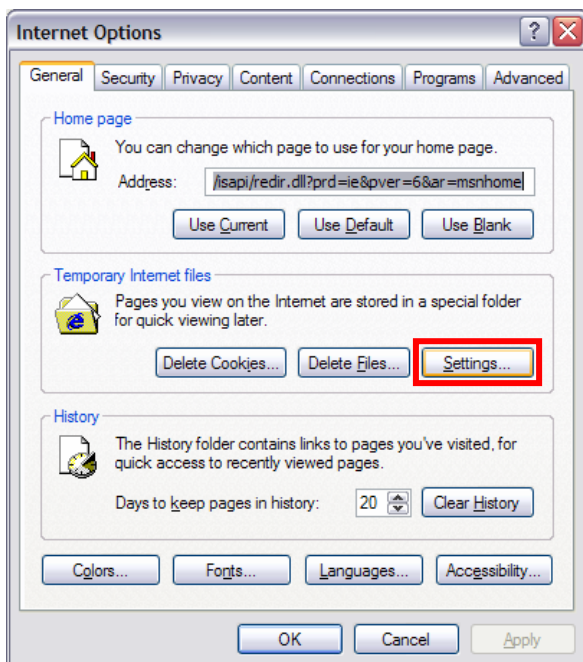 Internet Options
General Security Privacy Content Connections Programs Advanced
Home page
You can change which page to use for your home page.
Address: /isapi/redir.dll?prd=ie&pver=6&ar=msnhome
Use Current Use Default Use Blank
Temporary Internet files
Pages you view on the Internet are stored in a special folder
for quick viewing later.
Delete Cookies... Delete Files... Settings...
History
The History folder contains links to pages you've visited, for
quick access to recently viewed pages.
Days to keep pages in history: 20 Clear History
Colors... Fonts... Languages... Accessibility...
OK Cancel Apply